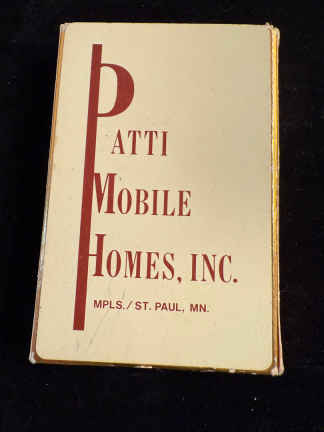 PATTI
MOBILE
HOMES, INC.
MPLS./ST. PAUL, MN.